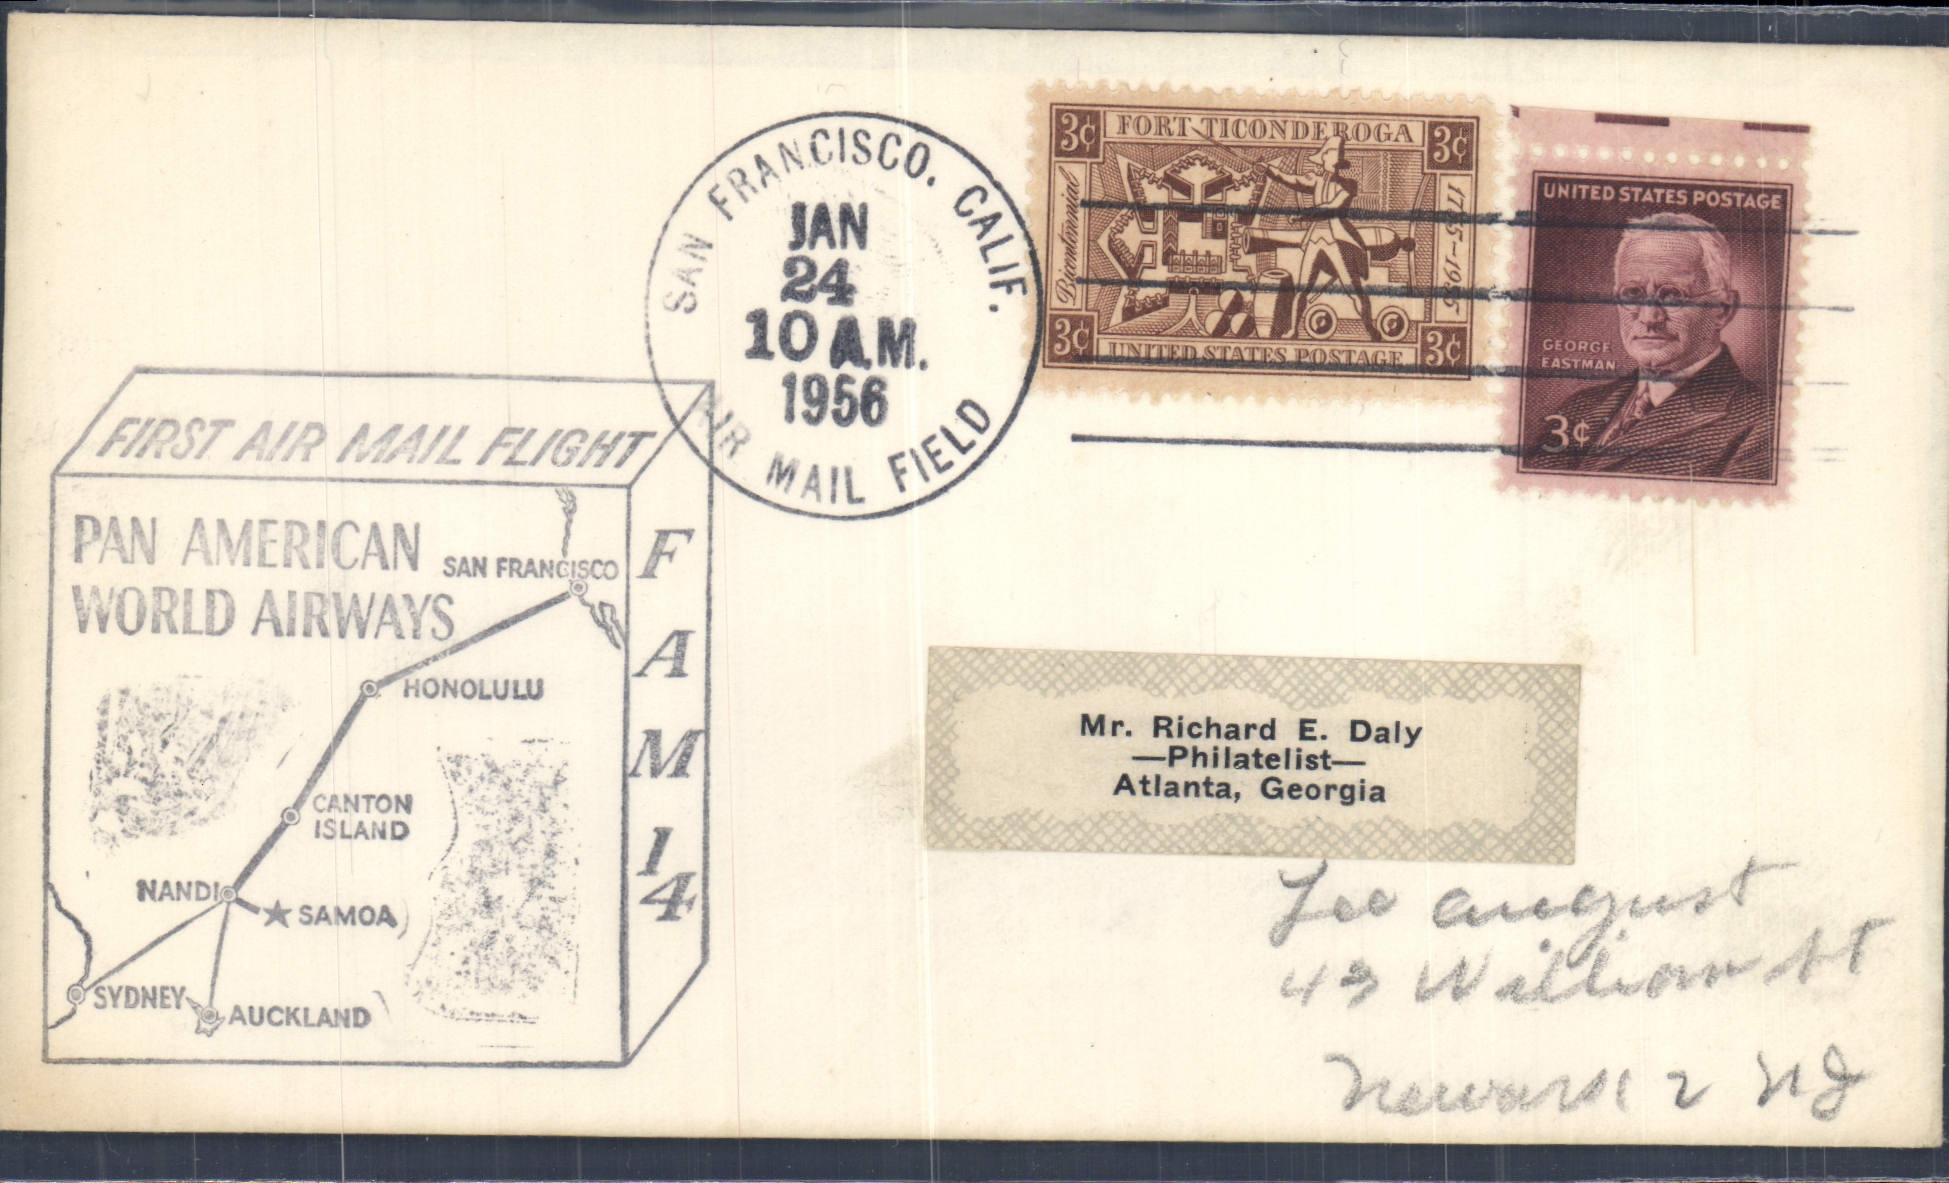 SAN FRANCISCO. CALIF.
JAN
24
10 A.M.
1956
AIR MAIL FIELD
3¢ FORT TICONDEROGA 3¢
Bicentennial
1755-1955
3¢ UNITED STATES POSTAGE 3¢
UNITED STATES POSTAGE
GEORGE
EASTMAN
3¢
FIRST AIR MAIL FLIGHT
PAN AMERICAN
WORLD AIRWAYS
SAN FRANCISCO
HONOLULU
CANTON
ISLAND
NANDI
SAMOA
SYDNEY
AUCKLAND
FAM 14
Mr. Richard E. Daly
—Philatelist—
Atlanta, Georgia
Lee August
43 William St
Newark 2 NJ